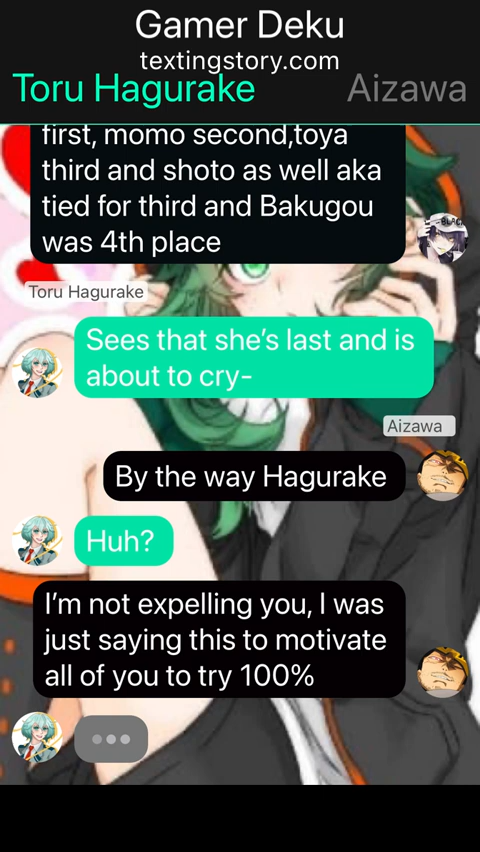 Gamer Deku
textingstory.com
Toru Hagurake
Aizawa
first, momo second,toya
third and shoto as well aka
tied for third and Bakugou
was 4th place
Toru Hagurake
Sees that she's last and is
about to cry-
Aizawa
By the way Hagurake
Huh?
I'm not expelling you, I was
just saying this to motivate
all of you to try 100%